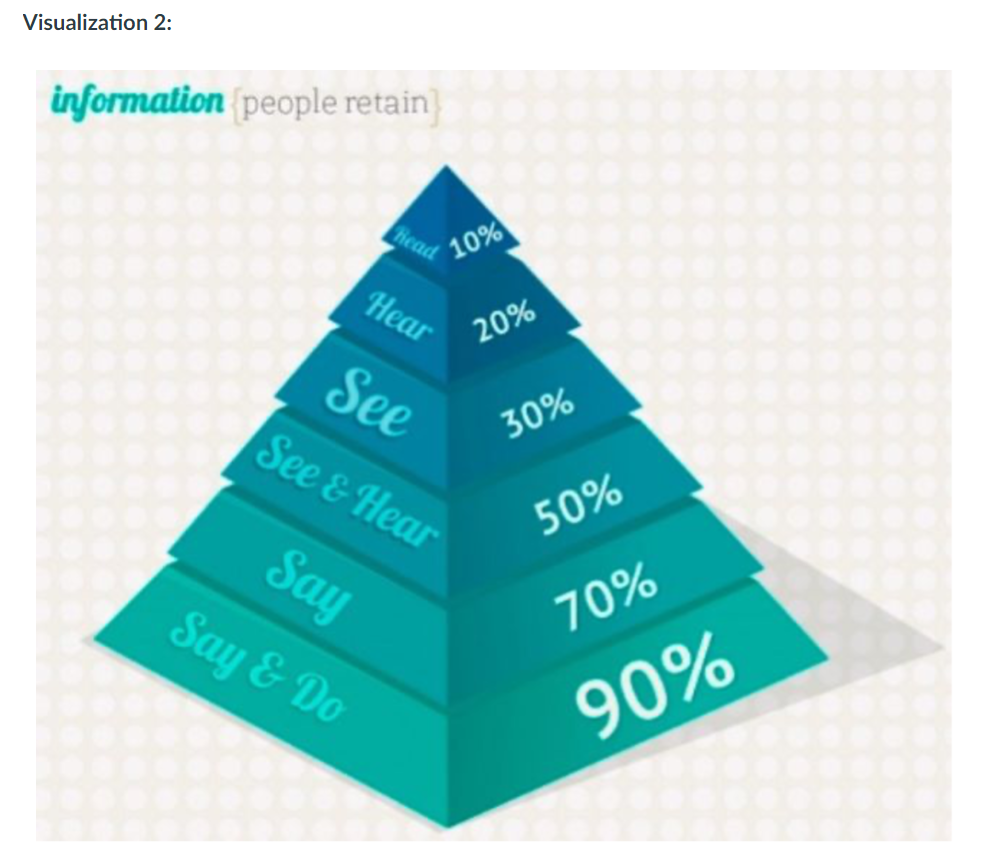 Visualization 2:
information {people retain}
Read 10%
Hear 20%
See 30%
See & Hear 50%
Say 70%
Say & Do 90%